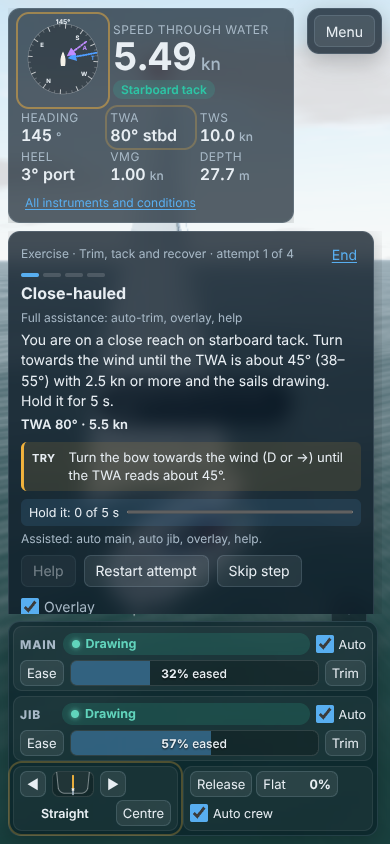 145°
E
S
A
N
W
SPEED THROUGH WATER
5.49 kn
Starboard tack
Menu
HEADING TWA TWS
145 ° 80° stbd 10.0 kn
HEEL VMG DEPTH
3° port 1.00 kn 27.7 m
All instruments and conditions
Exercise · Trim, tack and recover · attempt 1 of 4
End
Close-hauled
Full assistance: auto-trim, overlay, help
You are on a close reach on starboard tack. Turn
towards the wind until the TWA is about 45° (38–
55°) with 2.5 kn or more and the sails drawing.
Hold it for 5 s.
TWA 80° · 5.5 kn
TRY Turn the bow towards the wind (D or →) until
the TWA reads about 45°.
Hold it: 0 of 5 s
Assisted: auto main, auto jib, overlay, help.
Help Restart attempt Skip step
Overlay
MAIN Drawing Auto
Ease 32% eased Trim
JIB Drawing Auto
Ease 57% eased Trim
◀ ▶ Release Flat 0%
Straight Centre Auto crew